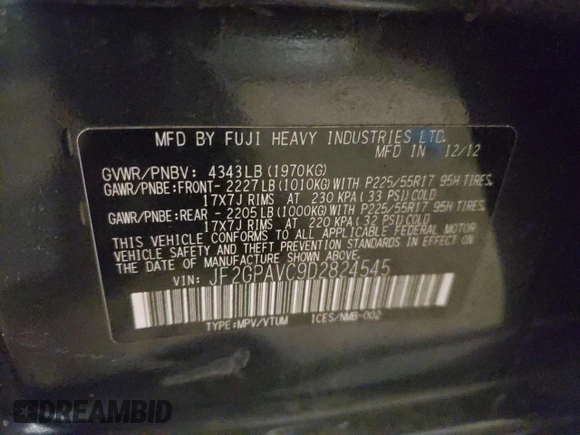 MFD BY FUJI HEAVY INDUSTRIES LTD.
MFD IN 12/12
GVWR/PNBV: 4343LB (1970KG)
GAWR/PNBE:FRONT- 2227LB (1010KG) WITH P225/55R17 95H TIRES,
17X7J RIMS AT 230 KPA ( 33 PSI) COLD
GAWR/PNBE:REAR - 2205LB (1000KG) WITH P225/55R17 95H TIRES,
17X7J RIMS AT 220 KPA ( 32 PSI) COLD
THIS VEHICLE CONFORMS TO ALL APPLICABLE FEDERAL MOTOR
VEHICLE SAFETY AND THEFT PREVENTION STANDARDS IN EFFECT ON
THE DATE OF MANUFACTURE SHOWN ABOVE.
VIN: JF2GPAVC9D2824545
TYPE:MPV/VTUM ICES/NMB-002
DREAMBID